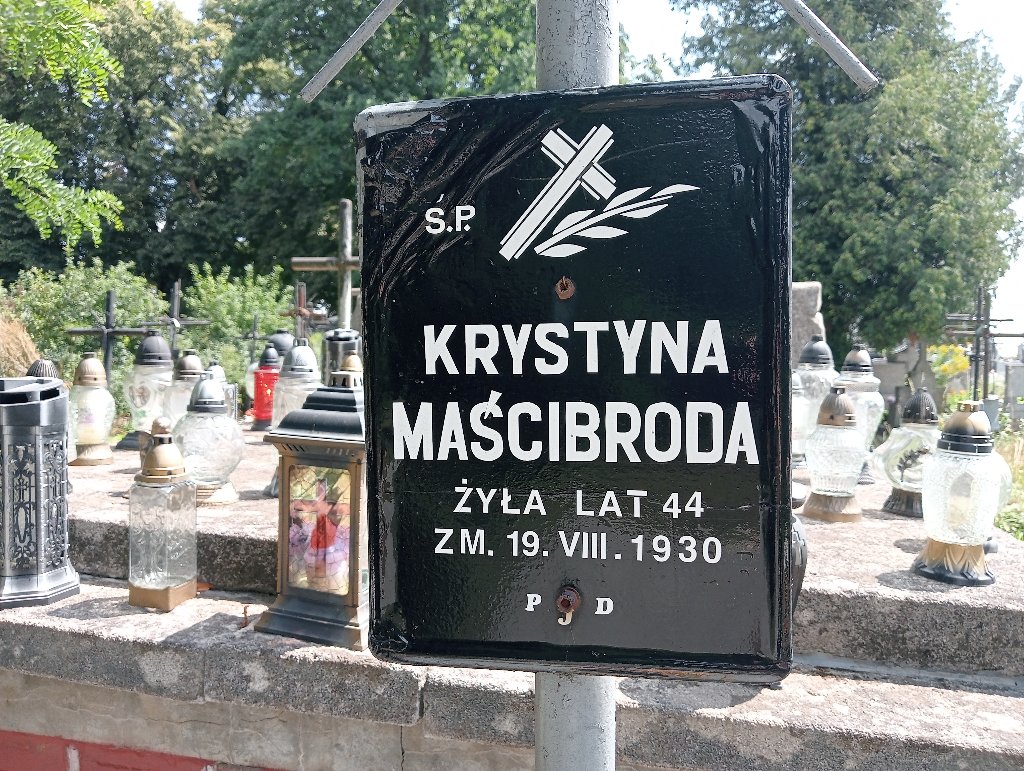 Ś.P.
KRYSTYNA
MAŚCIBRODA
ŻYŁA LAT 44
ZM. 19. VIII. 1930
P J D